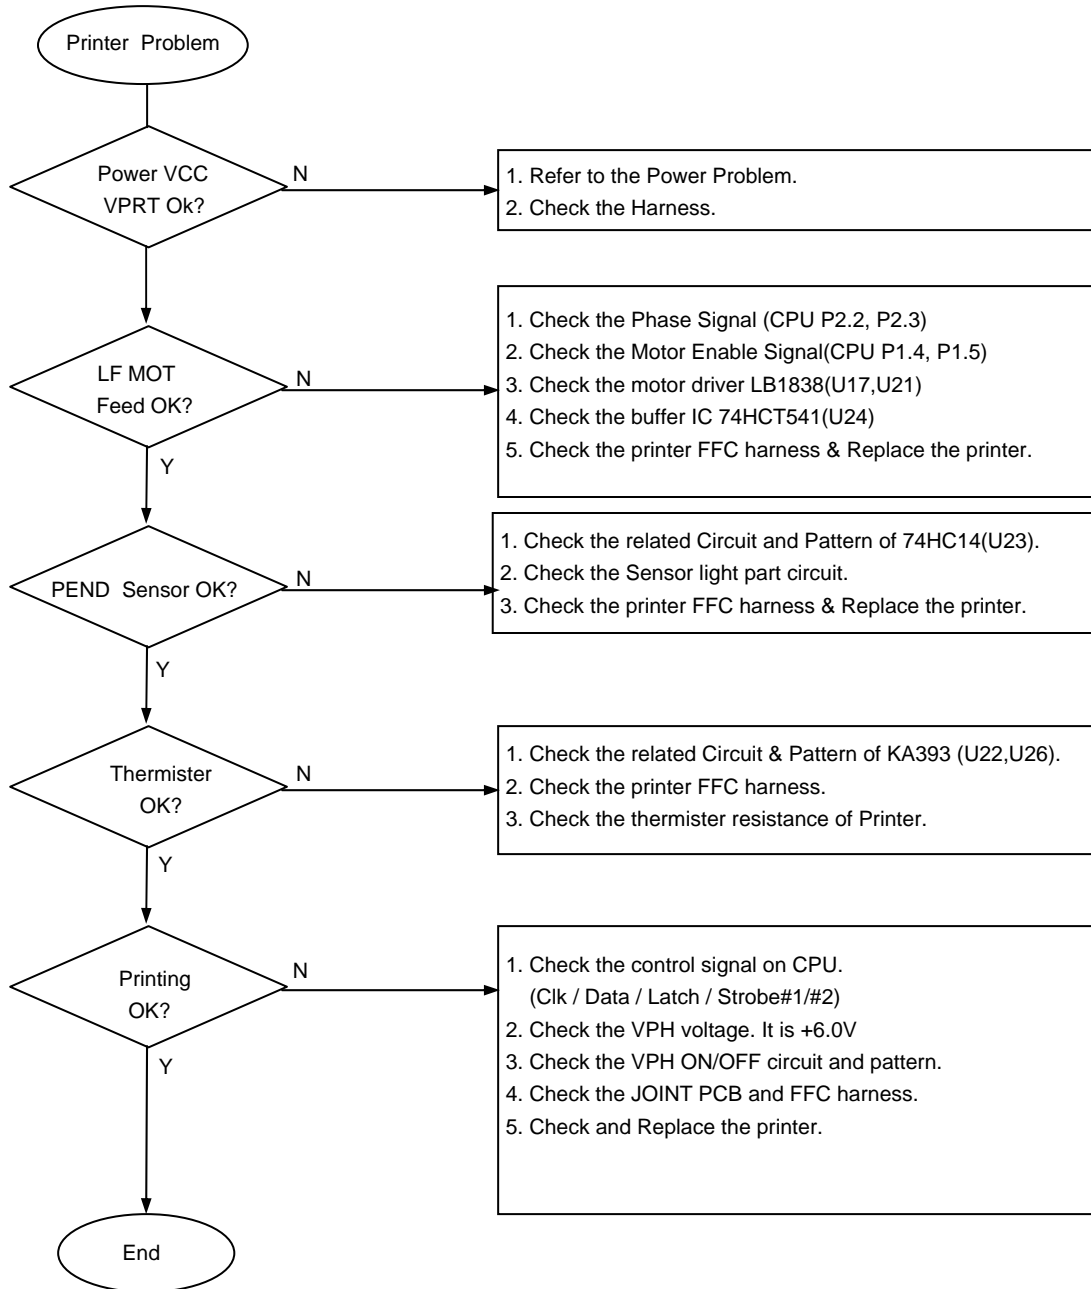 Printer Problem
Power VCC
VPRT Ok?
N
1. Refer to the Power Problem.
2. Check the Harness.
LF MOT
Feed OK?
N
Y
1. Check the Phase Signal (CPU P2.2, P2.3)
2. Check the Motor Enable Signal(CPU P1.4, P1.5)
3. Check the motor driver LB1838(U17,U21)
4. Check the buffer IC 74HCT541(U24)
5. Check the printer FFC harness & Replace the printer.
PEND Sensor OK?
N
Y
1. Check the related Circuit and Pattern of 74HC14(U23).
2. Check the Sensor light part circuit.
3. Check the printer FFC harness & Replace the printer.
Thermister
OK?
N
Y
1. Check the related Circuit & Pattern of KA393 (U22,U26).
2. Check the printer FFC harness.
3. Check the thermister resistance of Printer.
Printing
OK?
N
Y
1. Check the control signal on CPU.
(Clk / Data / Latch / Strobe#1/#2)
2. Check the VPH voltage. It is +6.0V
3. Check the VPH ON/OFF circuit and pattern.
4. Check the JOINT PCB and FFC harness.
5. Check and Replace the printer.
End